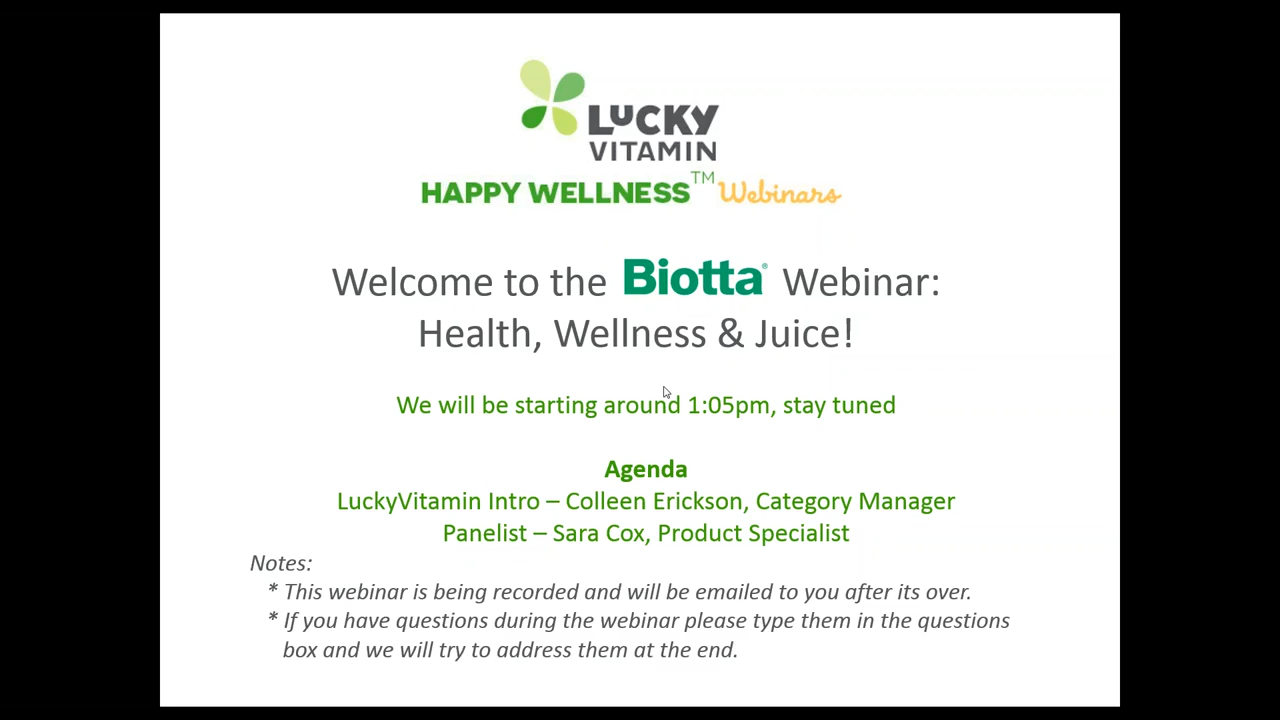 LUCKY
VITAMIN
HAPPY WELLNESS™ Webinars
Welcome to the Biotta® Webinar:
Health, Wellness & Juice!
We will be starting around 1:05pm, stay tuned
Agenda
LuckyVitamin Intro – Colleen Erickson, Category Manager
Panelist – Sara Cox, Product Specialist
Notes:
* This webinar is being recorded and will be emailed to you after its over.
* If you have questions during the webinar please type them in the questions
box and we will try to address them at the end.